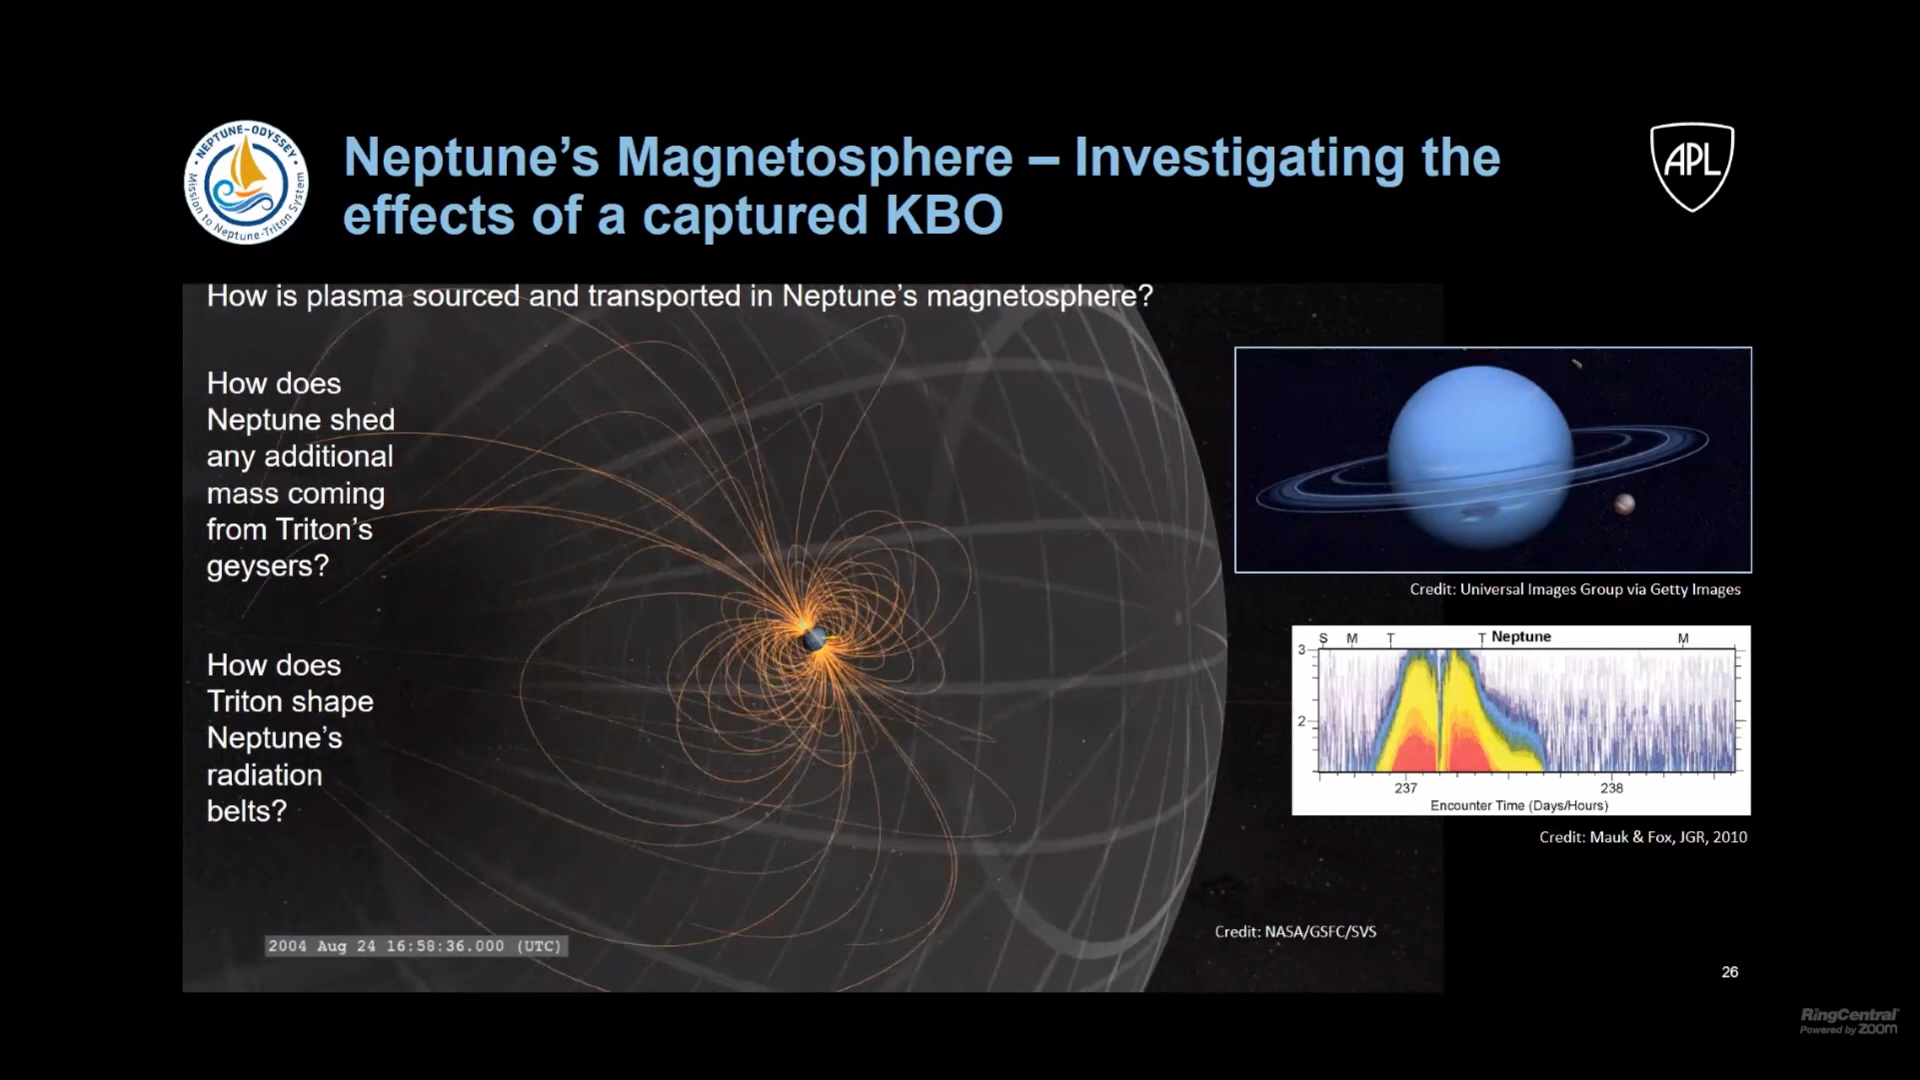 NEPTUNE-ODYSSEY
Mission to Neptune-Triton System
Neptune’s Magnetosphere – Investigating the
effects of a captured KBO
APL
How is plasma sourced and transported in Neptune’s magnetosphere?
How does
Neptune shed
any additional
mass coming
from Triton’s
geysers?
How does
Triton shape
Neptune’s
radiation
belts?
2004 Aug 24 16:58:36.000 (UTC)
Credit: Universal Images Group via Getty Images
S M T T Neptune M
3
2
237 238
Encounter Time (Days/Hours)
Credit: Mauk & Fox, JGR, 2010
Credit: NASA/GSFC/SVS
26
RingCentral
Powered by zoom